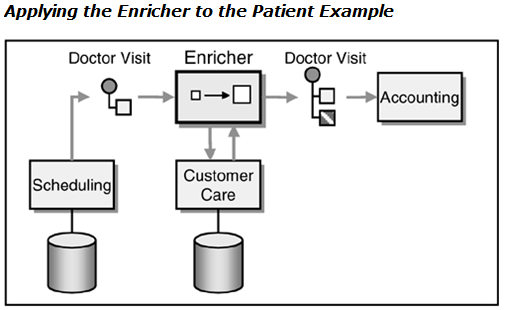 Applying the Enricher to the Patient Example
Doctor Visit
Enricher
Doctor Visit
Accounting
Scheduling
Customer
Care